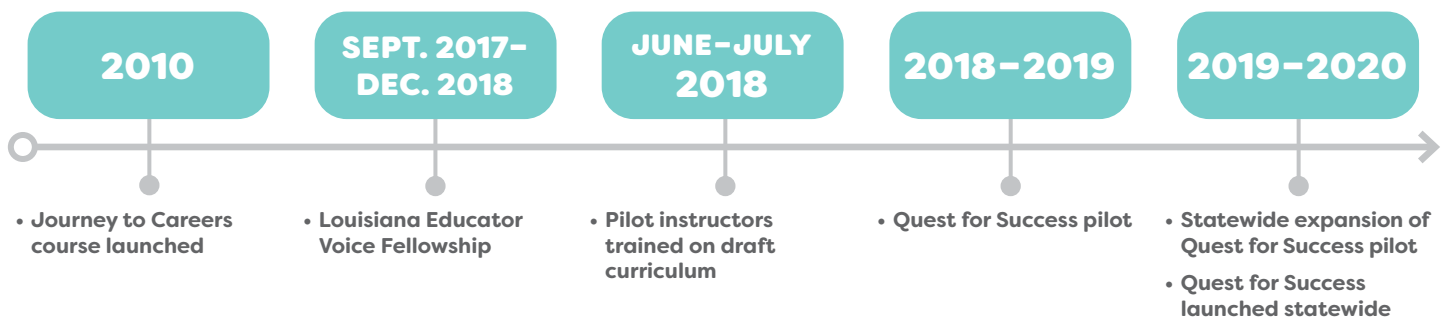 2010
SEPT. 2017–
DEC. 2018
JUNE–JULY
2018
2018–2019
2019–2020
• Journey to Careers
course launched
• Louisiana Educator
Voice Fellowship
• Pilot instructors
trained on draft
curriculum
• Quest for Success pilot
• Statewide expansion of
Quest for Success pilot
• Quest for Success
launched statewide